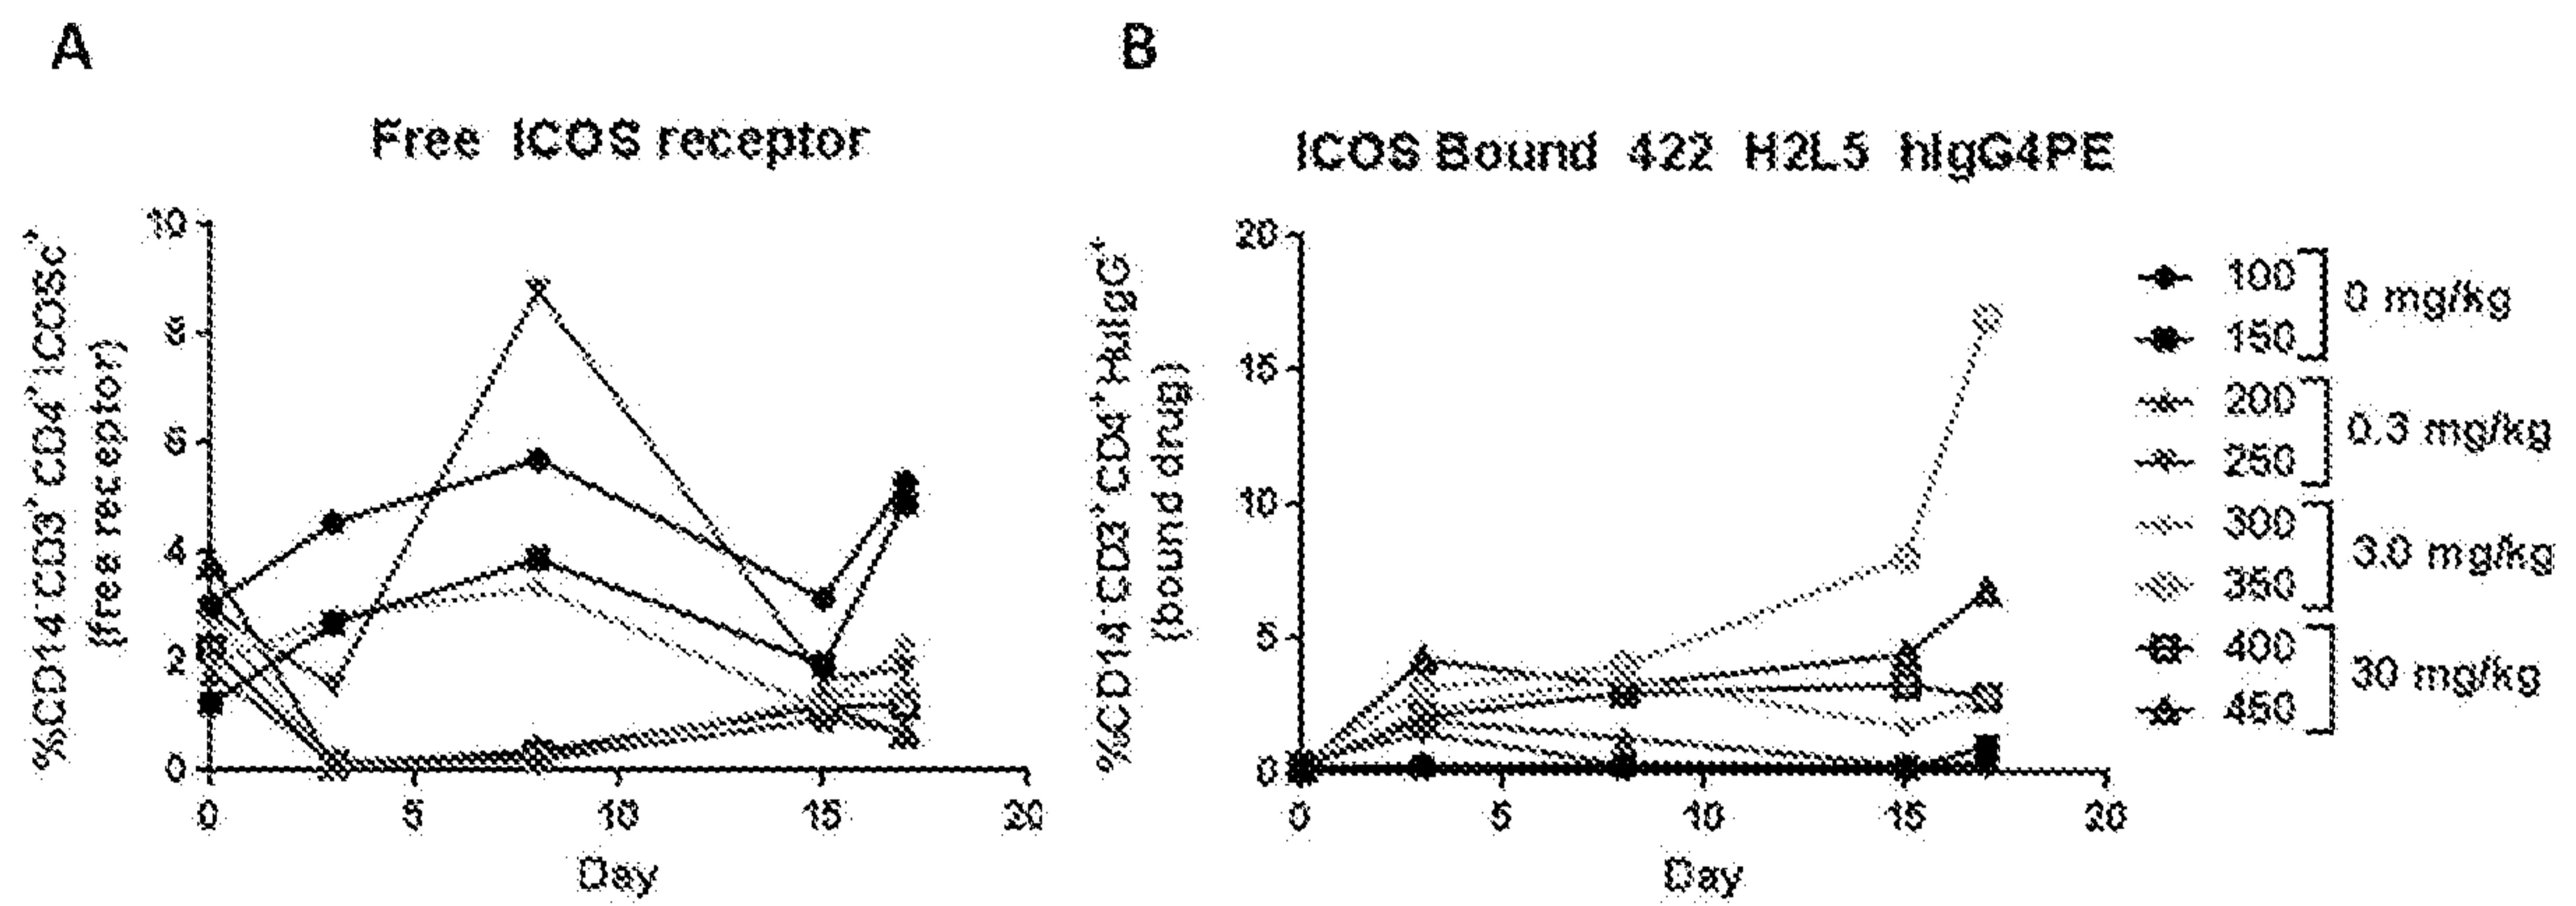 A
B
Free ICOS receptor
ICOS Bound 422 H2L5 hIgG4PE
%CD14⁻CD3⁺CD4⁺ICOSc⁺
(free receptor)
10
8
6
4
2
0
0 5 10 15 20
Day
%CD14⁻CD3⁺CD4⁺HuIgG⁺
(bound drug)
20
15
10
5
0
0 5 10 15 20
Day
100
150
0 mg/kg
200
250
0.3 mg/kg
300
350
3.0 mg/kg
400
450
30 mg/kg